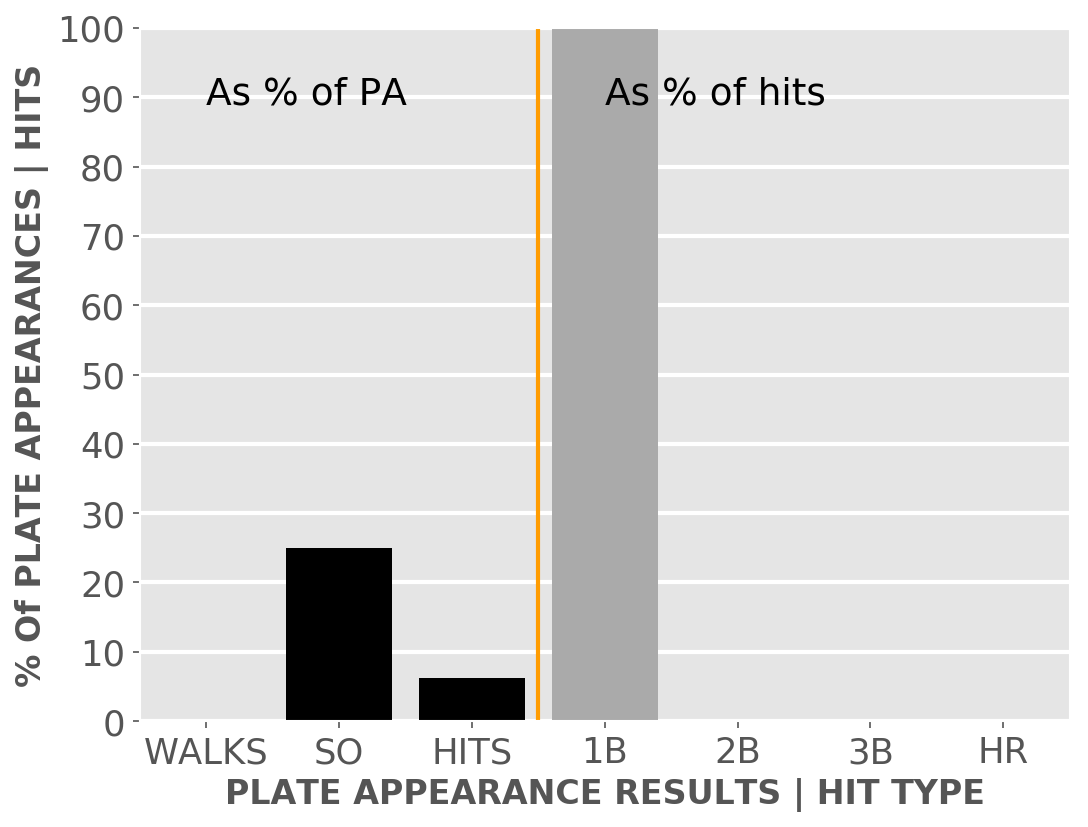 % Of PLATE APPEARANCES | HITS
100
90
80
70
60
50
40
30
20
10
0
As % of PA
As % of hits
WALKS SO HITS 1B 2B 3B HR
PLATE APPEARANCE RESULTS | HIT TYPE